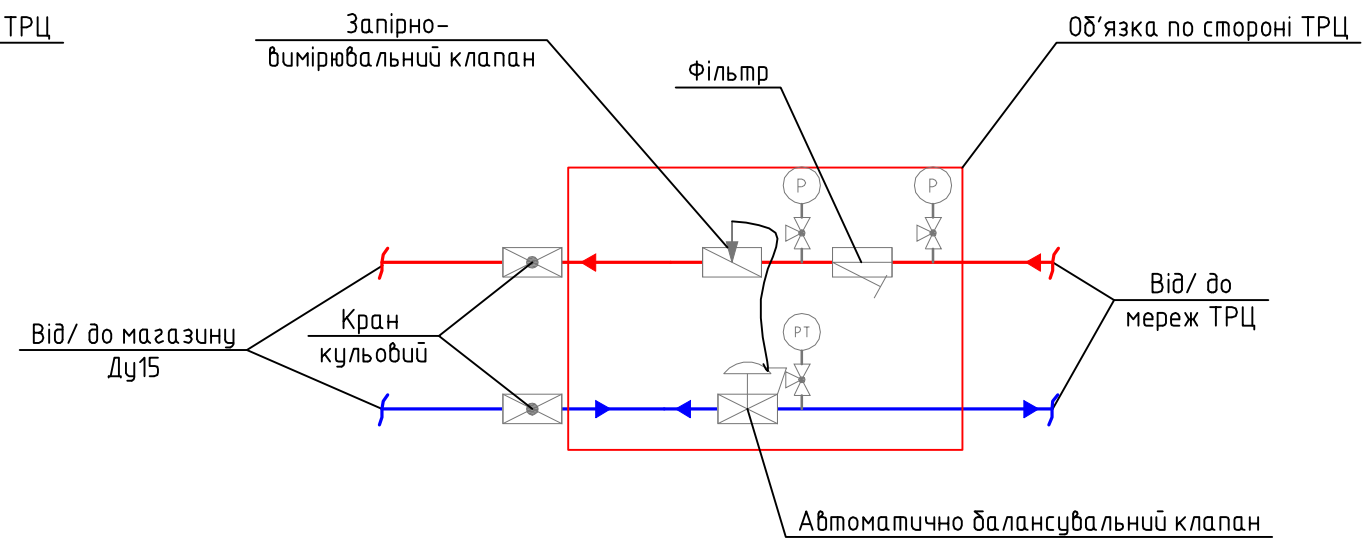 ТРЦ
Запірно-
вимірювальний клапан
Фільтр
Об'язка по стороні ТРЦ
P
P
Від/ до
мереж ТРЦ
Від/ до магазину
Ду15
Кран
кульовий
PT
Автоматично балансувальний клапан